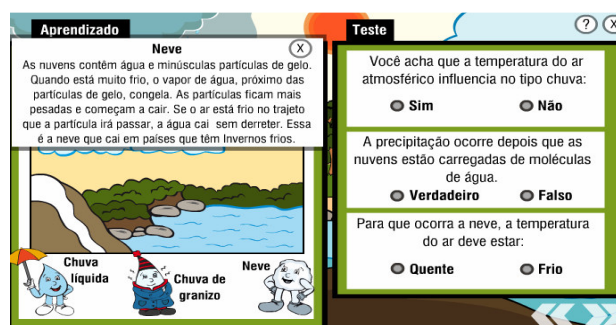 Aprendizado
Neve
X
As nuvens contêm água e minúsculas partículas de gelo.
Quando está muito frio, o vapor de água, próximo das
partículas de gelo, congela. As partículas ficam mais
pesadas e começam a cair. Se o ar está frio no trajeto
que a partícula irá passar, a água cai sem derreter. Essa
é a neve que cai em países que têm Invernos frios.
Chuva
líquida
Chuva de
granizo
Neve
Teste
?
X
Você acha que a temperatura do ar
atmosférico influencia no tipo chuva:
Sim Não
A precipitação ocorre depois que as
nuvens estão carregadas de moléculas
de água.
Verdadeiro Falso
Para que ocorra a neve, a temperatura
do ar deve estar:
Quente Frio